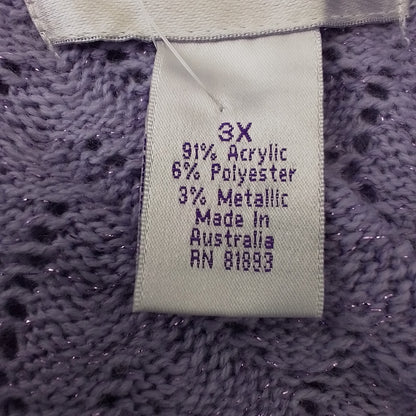 3X
91% Acrylic
6% Polyester
3% Metallic
Made In
Australia
RN 81893